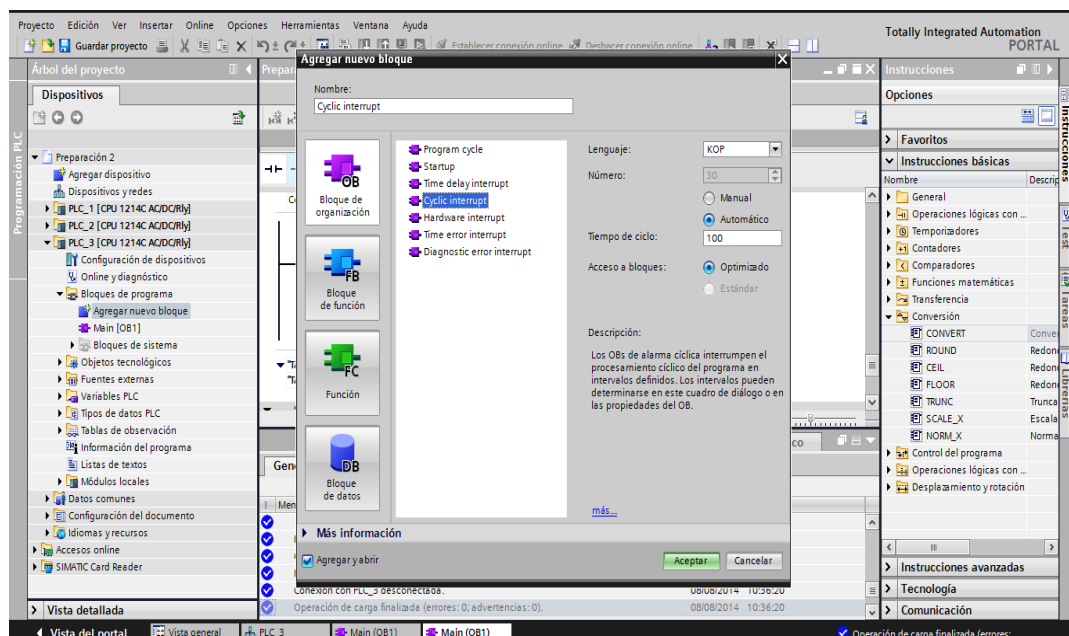 Proyecto Edición Ver Insertar Online Opciones Herramientas Ventana Ayuda
Guardar proyecto
Establecer conexión online Deshacer conexión online
Totally Integrated Automation
PORTAL
Árbol del proyecto
Dispositivos
Programación PLC
Preparación 2
Agregar dispositivo
Dispositivos y redes
PLC_1 [CPU 1214C AC/DC/Rly]
PLC_2 [CPU 1214C AC/DC/Rly]
PLC_3 [CPU 1214C AC/DC/Rly]
Configuración de dispositivos
Online y diagnóstico
Bloques de programa
Agregar nuevo bloque
Main [OB1]
Bloques de sistema
Objetos tecnológicos
Fuentes externas
Variables PLC
Tipos de datos PLC
Tablas de observación
Información del programa
Listas de textos
Módulos locales
Datos comunes
Configuración del documento
Idiomas y recursos
Accesos online
SIMATIC Card Reader
Vista detallada
Prepar
Gen
Men
Agregar nuevo bloque
Nombre:
Cyclic interrupt
OB
Bloque de
organización
FB
Bloque
de función
FC
Función
DB
Bloque
de datos
Program cycle
Startup
Time delay interrupt
Cyclic interrupt
Hardware interrupt
Time error interrupt
Diagnostic error interrupt
Lenguaje: KOP
Número: 30
Manual
Automático
Tiempo de ciclo: 100
Acceso a bloques: Optimizado
Estándar
Descripción:
Los OBs de alarma cíclica interrumpen el
procesamiento cíclico del programa en
intervalos definidos. Los intervalos pueden
determinarse en este cuadro de diálogo o en
las propiedades del OB.
más...
Más información
Agregar y abrir
Aceptar Cancelar
co
Conexión con PLC_3 desconectada. 08/08/2014 10:36:20
Operación de carga finalizada (errores: 0; advertencias: 0). 08/08/2014 10:36:20
Instrucciones
Opciones
Favoritos
Instrucciones básicas
Nombre Descrip
General
Operaciones lógicas con ...
Temporizadores
Contadores
Comparadores
Funciones matemáticas
Transferencia
Conversión
CONVERT Conve
ROUND Redon
CEIL Redon
FLOOR Redon
TRUNC Trunca
SCALE_X Escala
NORM_X Norma
Control del programa
Operaciones lógicas con ...
Desplazamiento y rotación
Instrucciones avanzadas
Tecnología
Comunicación
Instrucciones
Test
Tareas
Librerías
Vista del portal Vista general PLC_3 Main (OB1) Main (OB1)
Operación de carga finalizada (errores: